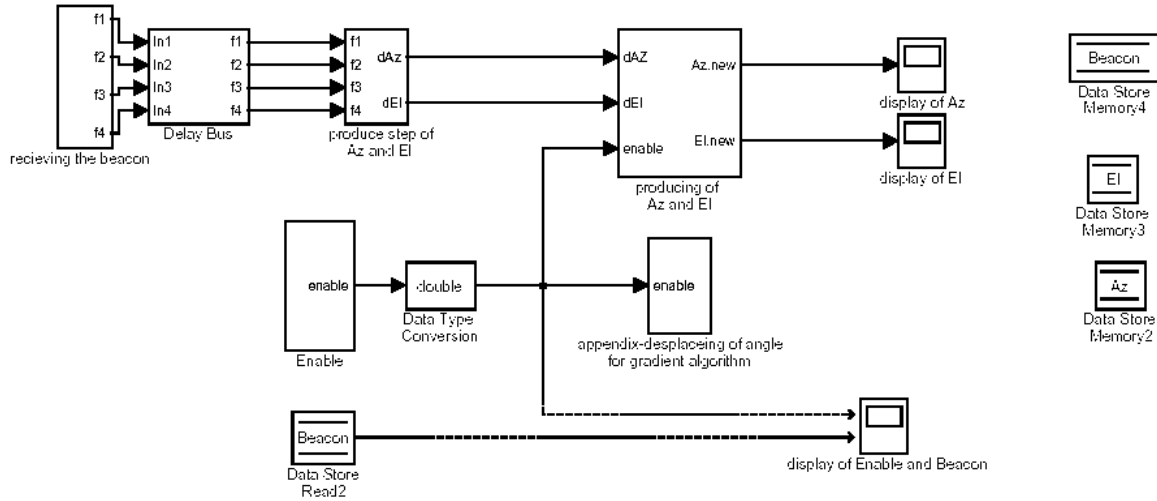 f1
f2
f3
f4
recieving the beacon
In1
In2
In3
In4
f1
f2
f3
f4
Delay Bus
f1
f2
f3
f4
dAz
dEl
produce step of
Az and El
dAZ
dEl
enable
Az.new
El.new
producing of
Az and El
display of Az
display of El
Beacon
Data Store
Memory4
El
Data Store
Memory3
Az
Data Store
Memory2
enable
Enable
double
Data Type
Conversion
enable
appendix-desplaceing of angle
for gradient algorithm
Beacon
Data Store
Read2
display of Enable and Beacon